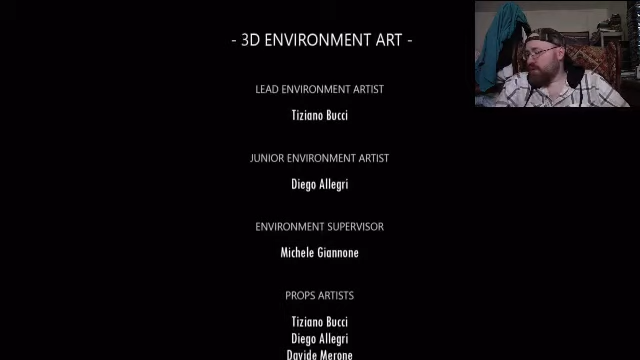 - 3D ENVIRONMENT ART -
LEAD ENVIRONMENT ARTIST
Tiziano Bucci
JUNIOR ENVIRONMENT ARTIST
Diego Allegri
ENVIRONMENT SUPERVISOR
Michele Giannone
PROPS ARTISTS
Tiziano Bucci
Diego Allegri
Davide Merone